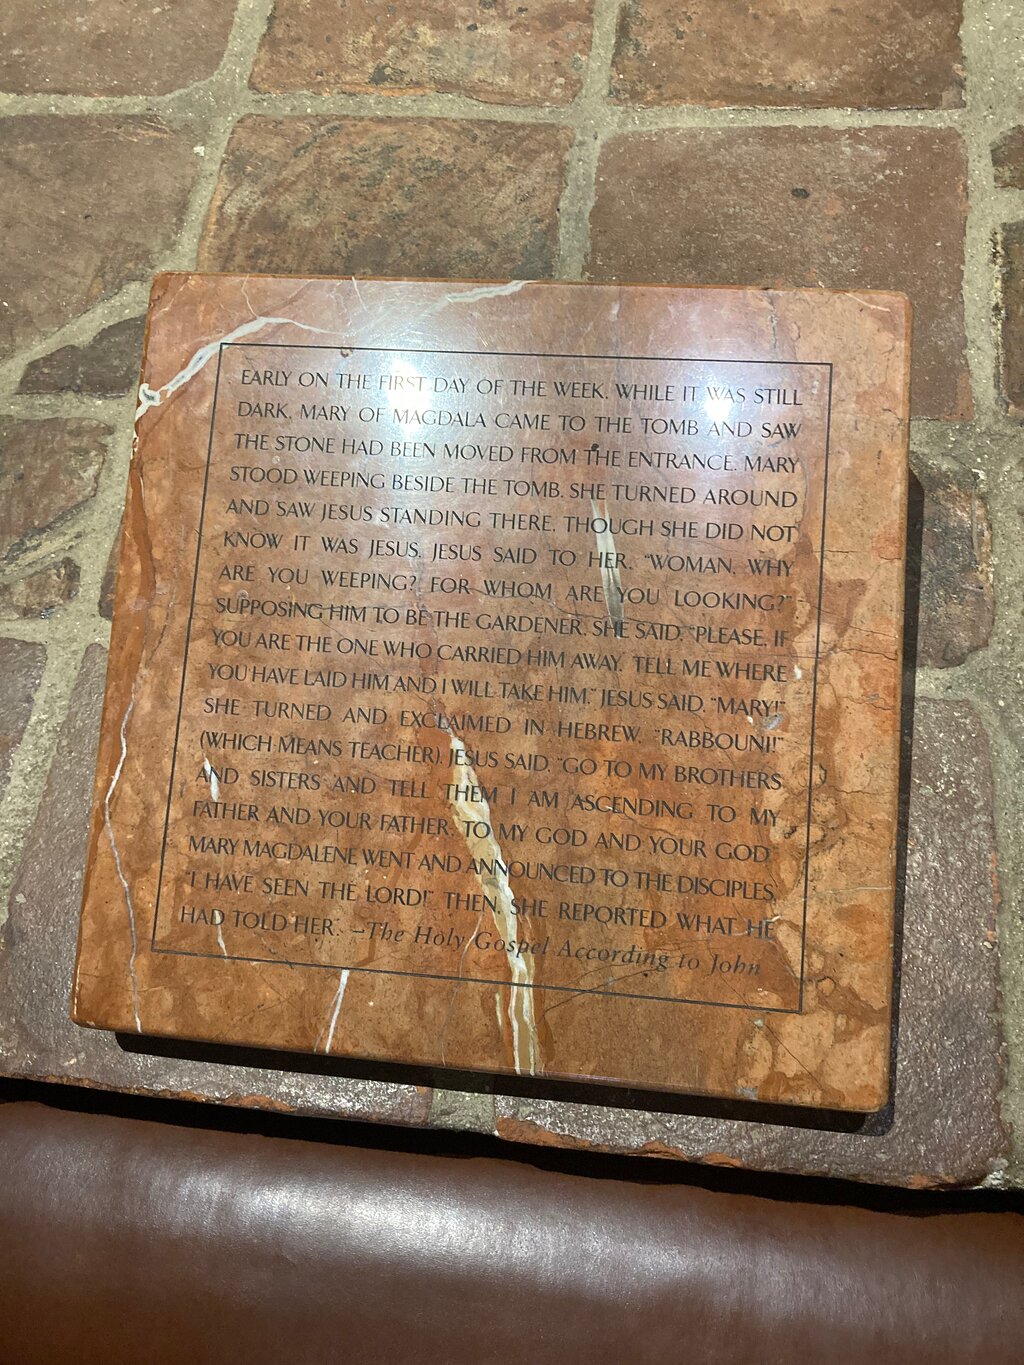 EARLY ON THE FIRST DAY OF THE WEEK, WHILE IT WAS STILL
DARK, MARY OF MAGDALA CAME TO THE TOMB AND SAW
THE STONE HAD BEEN MOVED FROM THE ENTRANCE. MARY
STOOD WEEPING BESIDE THE TOMB. SHE TURNED AROUND
AND SAW JESUS STANDING THERE, THOUGH SHE DID NOT
KNOW IT WAS JESUS. JESUS SAID TO HER, "WOMAN, WHY
ARE YOU WEEPING? FOR WHOM ARE YOU LOOKING?"
SUPPOSING HIM TO BE THE GARDENER, SHE SAID, "PLEASE, IF
YOU ARE THE ONE WHO CARRIED HIM AWAY, TELL ME WHERE
YOU HAVE LAID HIM AND I WILL TAKE HIM." JESUS SAID, "MARY!"
SHE TURNED AND EXCLAIMED IN HEBREW, "RABBOUNI!"
(WHICH MEANS TEACHER). JESUS SAID, "GO TO MY BROTHERS
AND SISTERS AND TELL THEM I AM ASCENDING TO MY
FATHER AND YOUR FATHER, TO MY GOD AND YOUR GOD."
MARY MAGDALENE WENT AND ANNOUNCED TO THE DISCIPLES,
"I HAVE SEEN THE LORD!" THEN, SHE REPORTED WHAT HE
HAD TOLD HER. —The Holy Gospel According to John